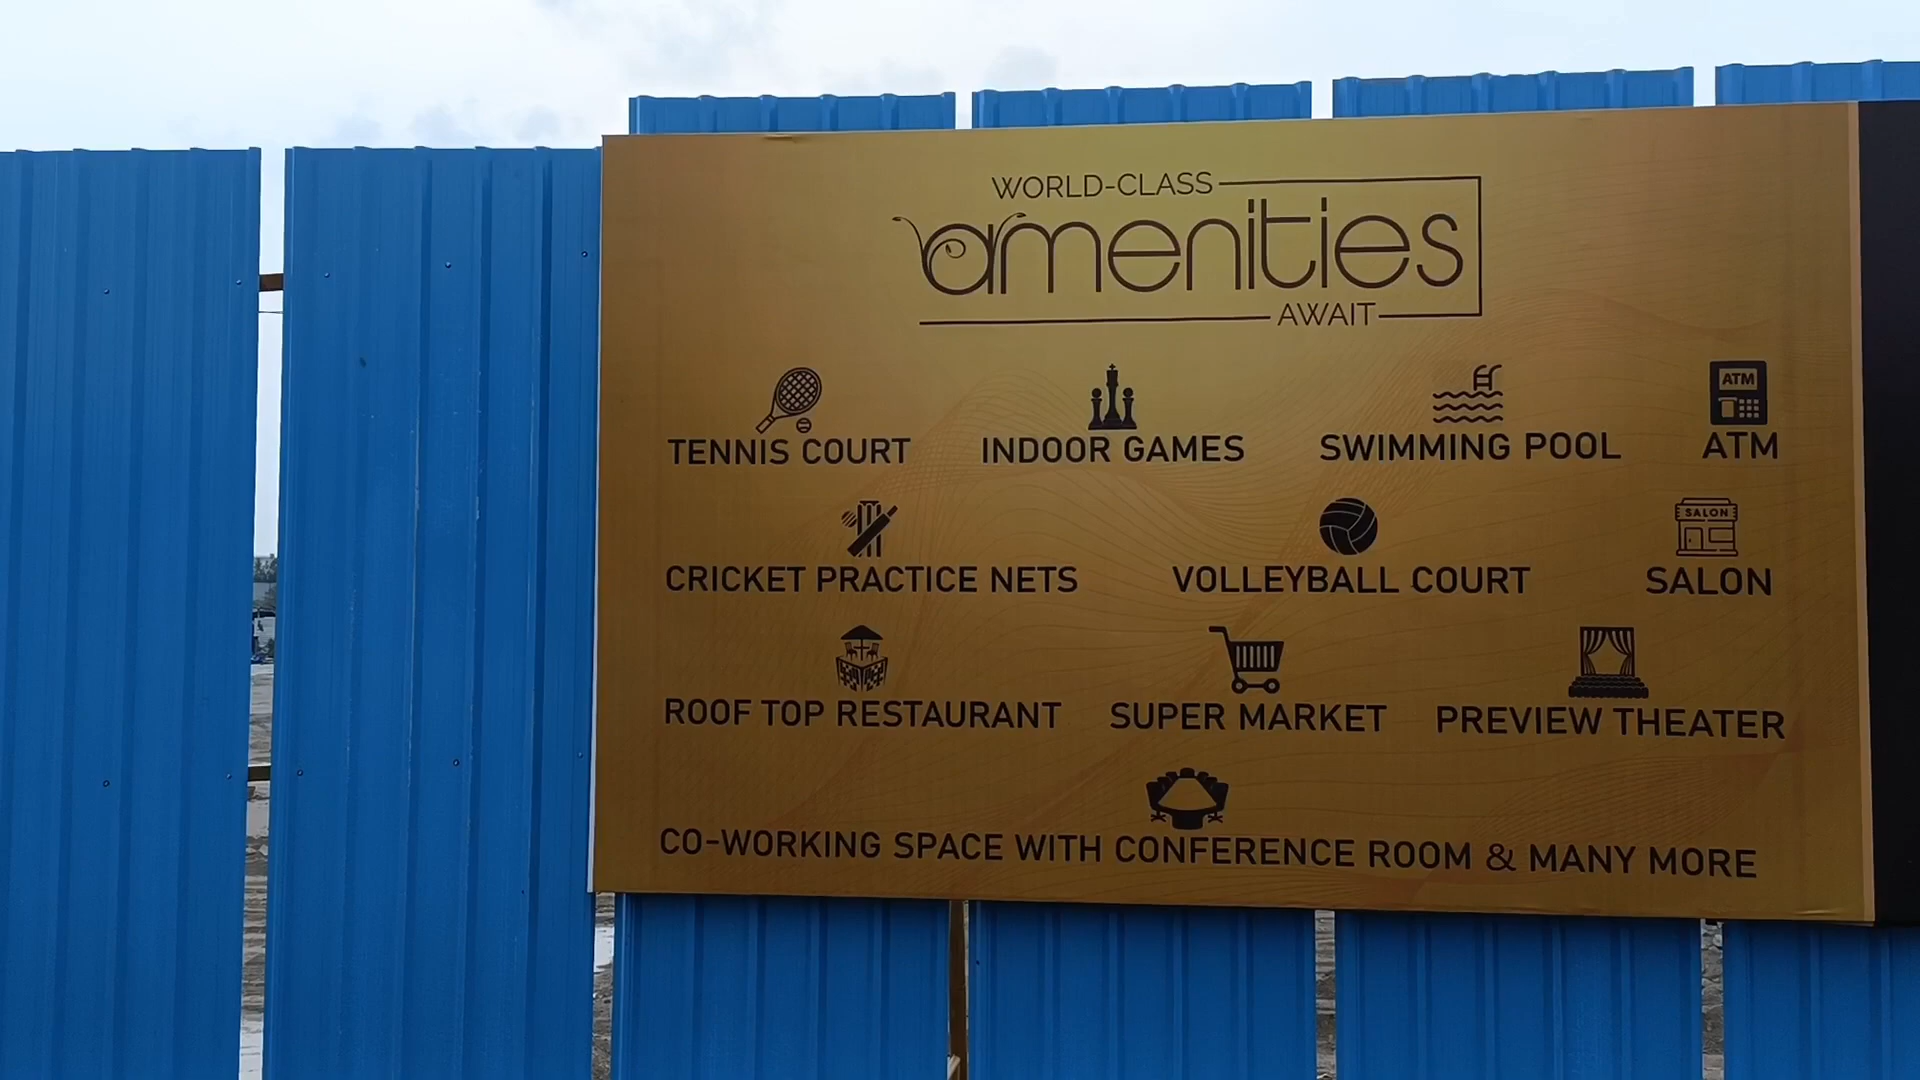 WORLD-CLASS
amenities
AWAIT
ATM
TENNIS COURT INDOOR GAMES SWIMMING POOL ATM
SALON
CRICKET PRACTICE NETS VOLLEYBALL COURT SALON
ROOF TOP RESTAURANT SUPER MARKET PREVIEW THEATER
CO-WORKING SPACE WITH CONFERENCE ROOM & MANY MORE